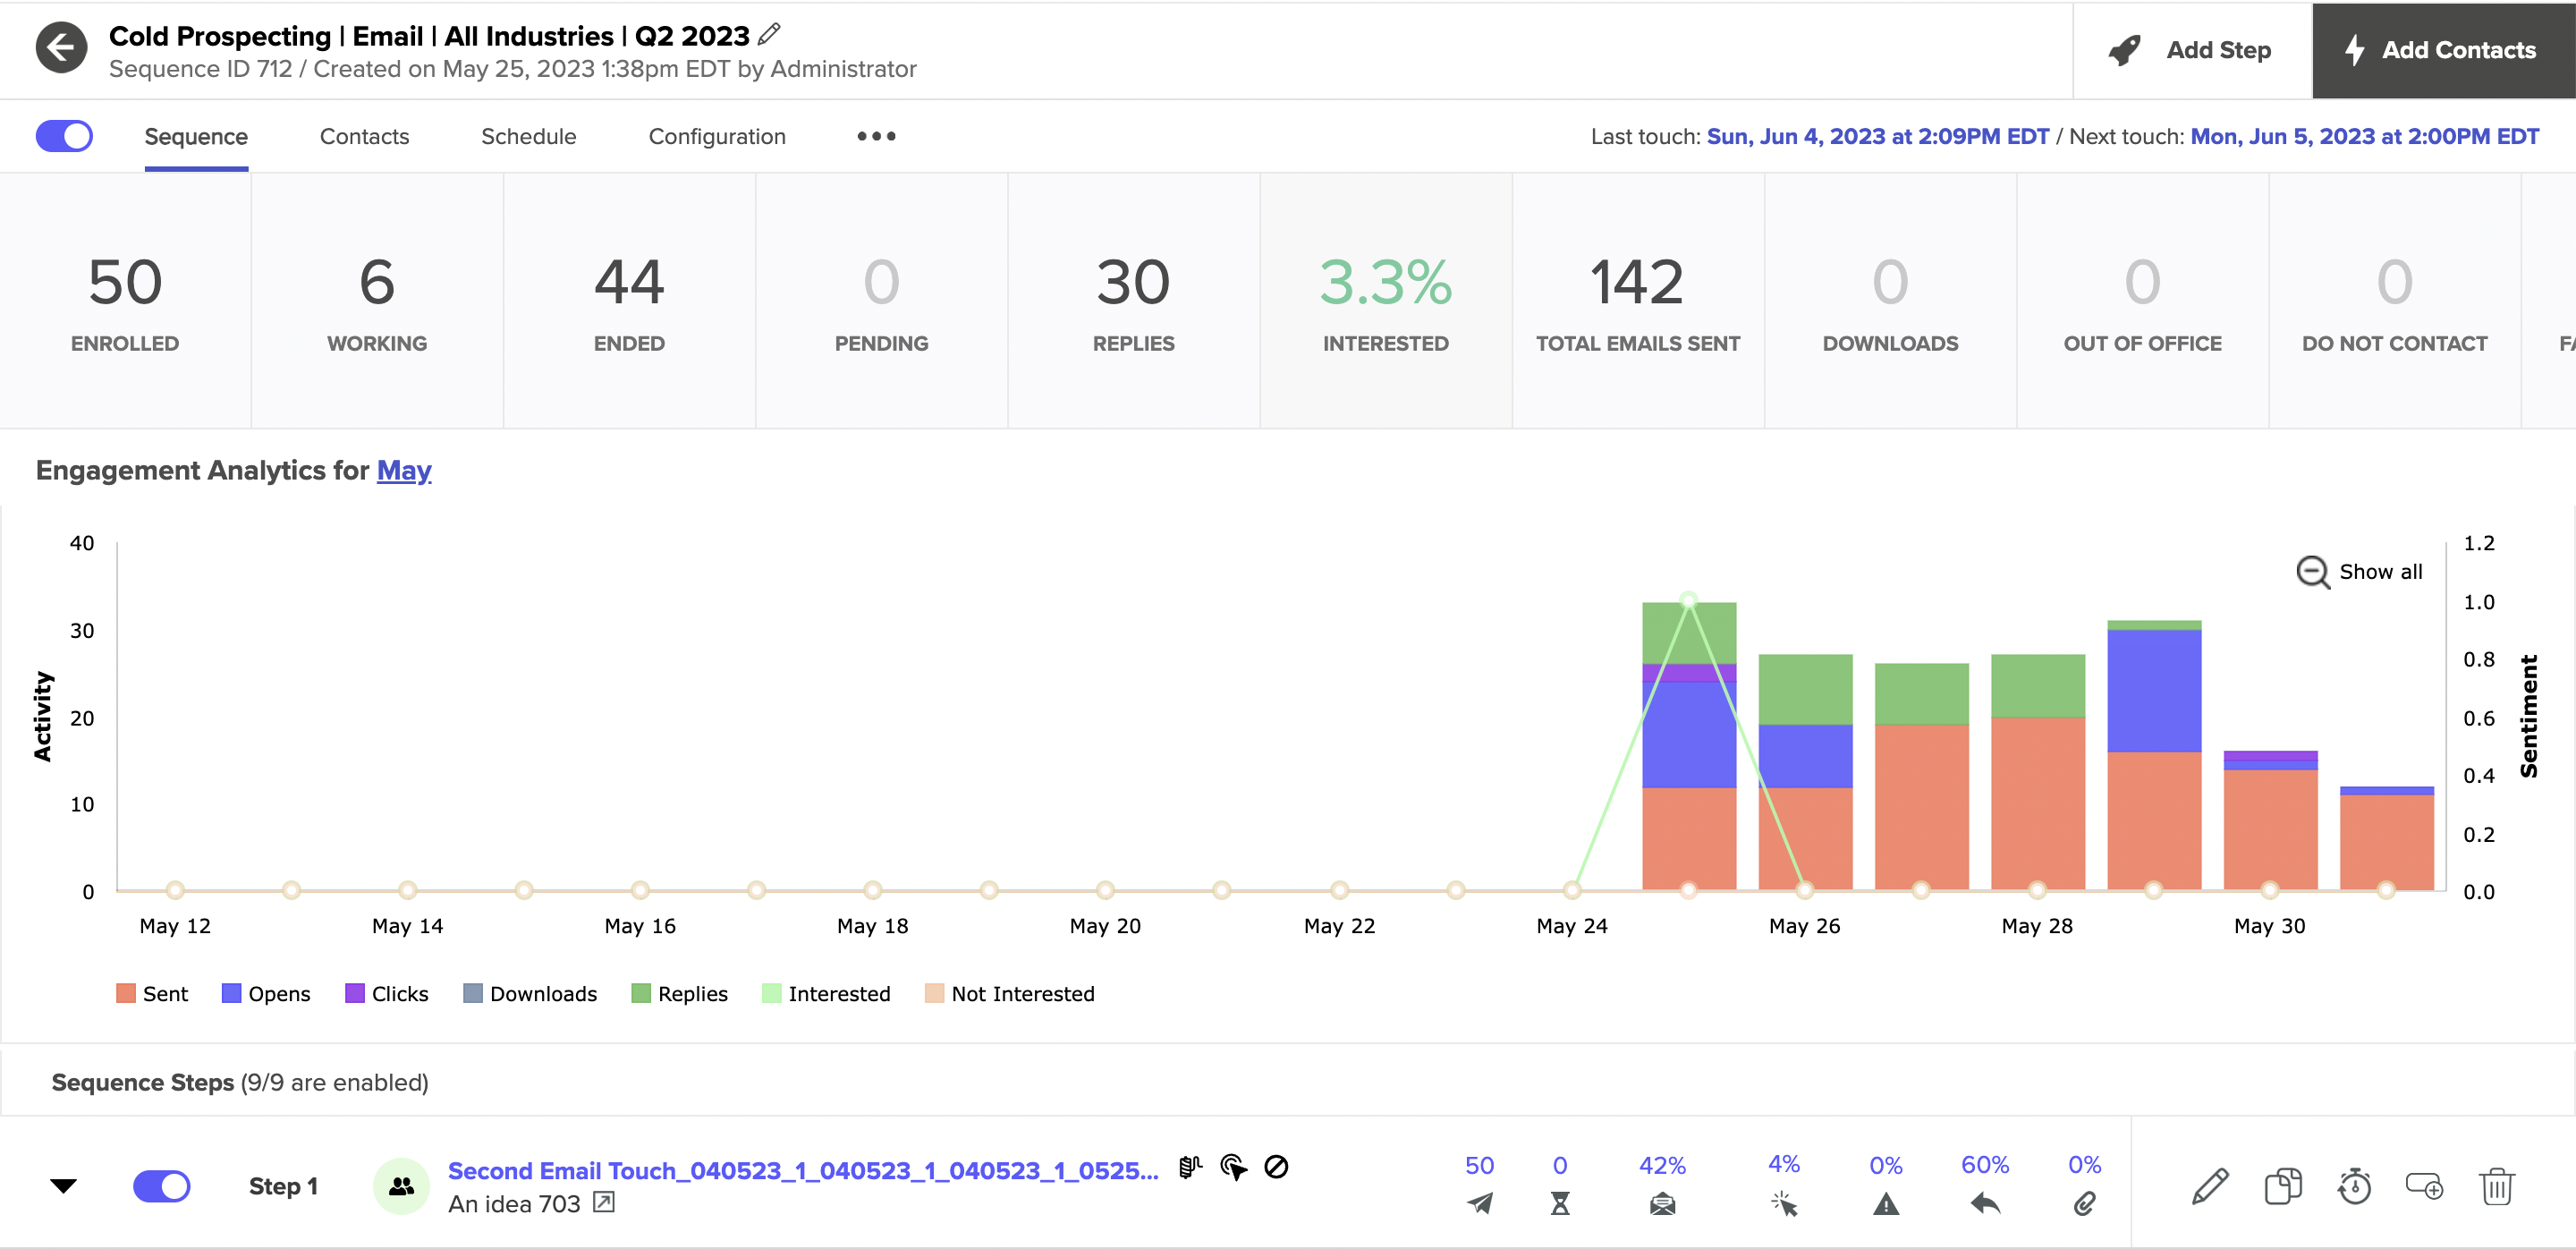 Cold Prospecting | Email | All Industries | Q2 2023
Sequence ID 712 / Created on May 25, 2023 1:38pm EDT by Administrator
Add Step
Add Contacts
Sequence
Contacts
Schedule
Configuration
Last touch: Sun, Jun 4, 2023 at 2:09PM EDT / Next touch: Mon, Jun 5, 2023 at 2:00PM EDT
50
ENROLLED
6
WORKING
44
ENDED
0
PENDING
30
REPLIES
3.3%
INTERESTED
142
TOTAL EMAILS SENT
0
DOWNLOADS
0
OUT OF OFFICE
0
DO NOT CONTACT
Engagement Analytics for May
40
30
20
10
0
Activity
Show all
1.2
1.0
0.8
0.6
0.4
0.2
0.0
Sentiment
May 12
May 14
May 16
May 18
May 20
May 22
May 24
May 26
May 28
May 30
Sent
Opens
Clicks
Downloads
Replies
Interested
Not Interested
Sequence Steps (9/9 are enabled)
Step 1
Second Email Touch_040523_1_040523_1_040523_1_0525...
An idea 703
50
0
42%
4%
0%
60%
0%